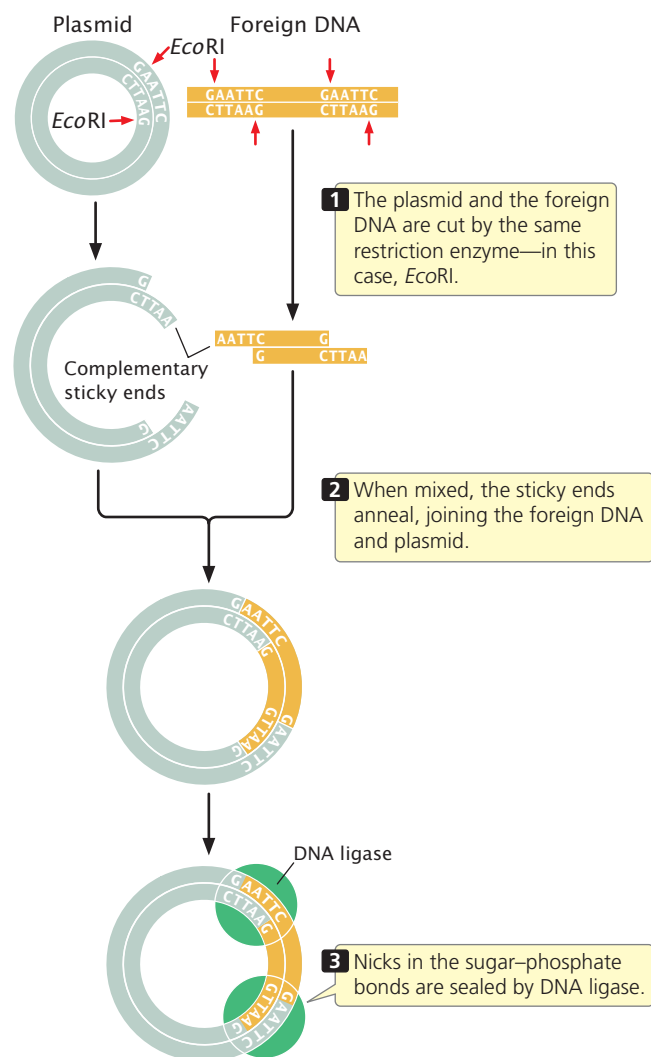 Plasmid
Foreign DNA
EcoRI
GAATTC
CTTAAG
EcoRI
GAATTC GAATTC
CTTAAG CTTAAG
1 The plasmid and the foreign
DNA are cut by the same
restriction enzyme—in this
case, EcoRI.
G
CTTAA
AATTC G
G CTTAA
Complementary
sticky ends
AATTC
G
2 When mixed, the sticky ends
anneal, joining the foreign DNA
and plasmid.
GAATTC
CTTAAG
GAATTC
GTTAAG
DNA ligase
GAATTC
CTTAAG
3 Nicks in the sugar–phosphate
bonds are sealed by DNA ligase.
GAATTC
GTTAAG